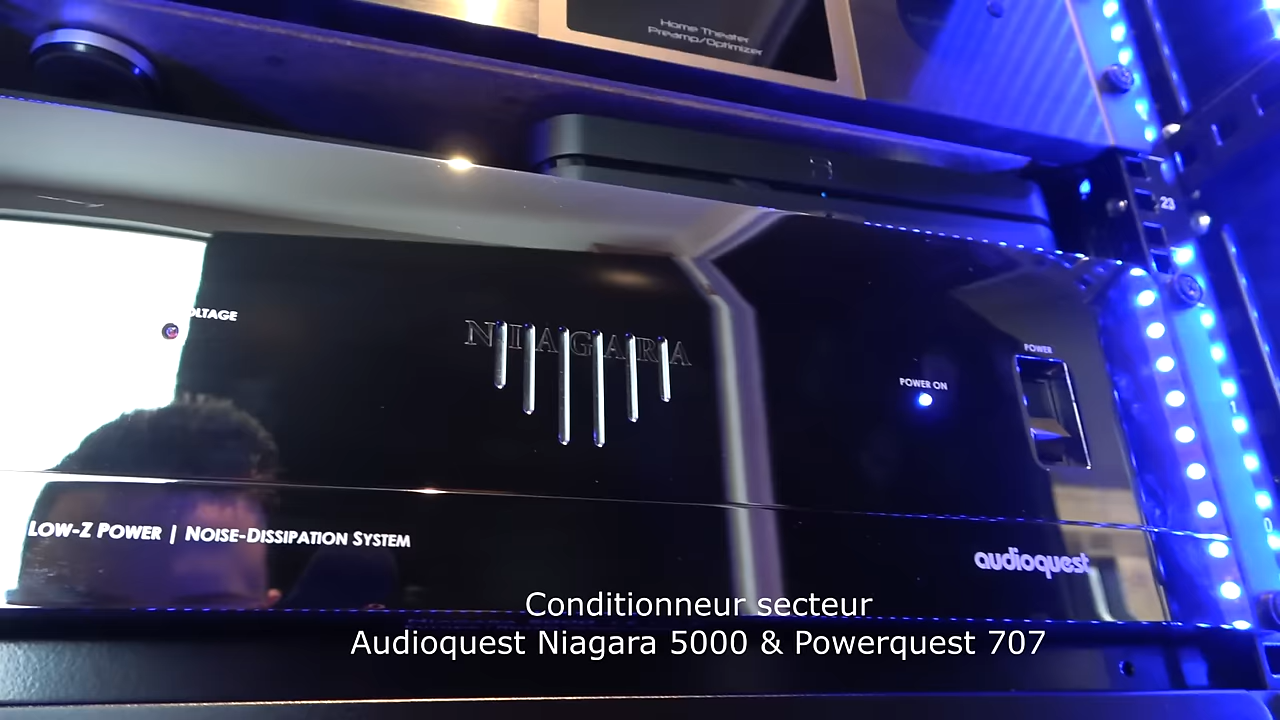 Home Theater
Preamp/Optimizer
23
OLTAGE
NIAGARA
POWER
POWER ON
LOW-Z POWER | NOISE-DISSIPATION SYSTEM
audioquest
Conditionneur secteur
Audioquest Niagara 5000 & Powerquest 707